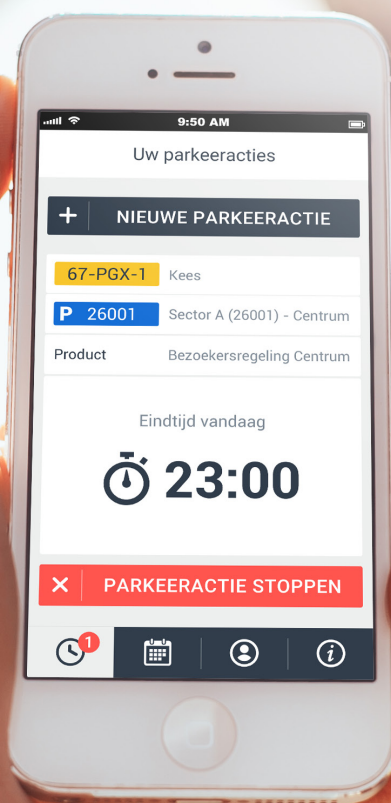 9:50 AM
Uw parkeeracties
+ NIEUWE PARKEERACTIE
67-PGX-1 Kees
P 26001 Sector A (26001) - Centrum
Product Bezoekersregeling Centrum
Eindtijd vandaag
23:00
× PARKEERACTIE STOPPEN
1
i